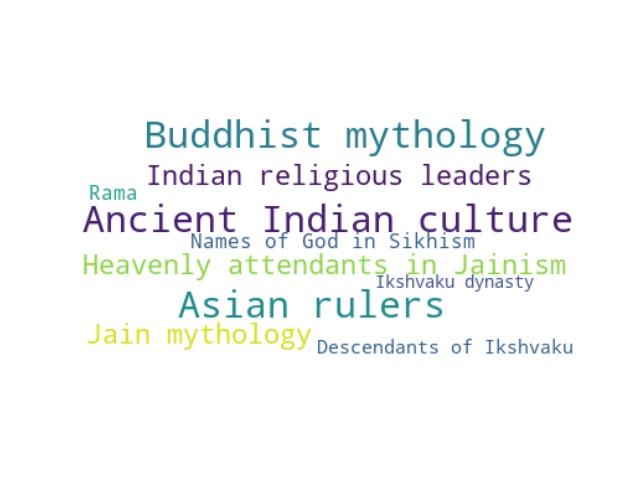 Buddhist mythology
Indian religious leaders
Rama
Ancient Indian culture
Names of God in Sikhism
Heavenly attendants in Jainism
Ikshvaku dynasty
Asian rulers
Jain mythology
Descendants of Ikshvaku